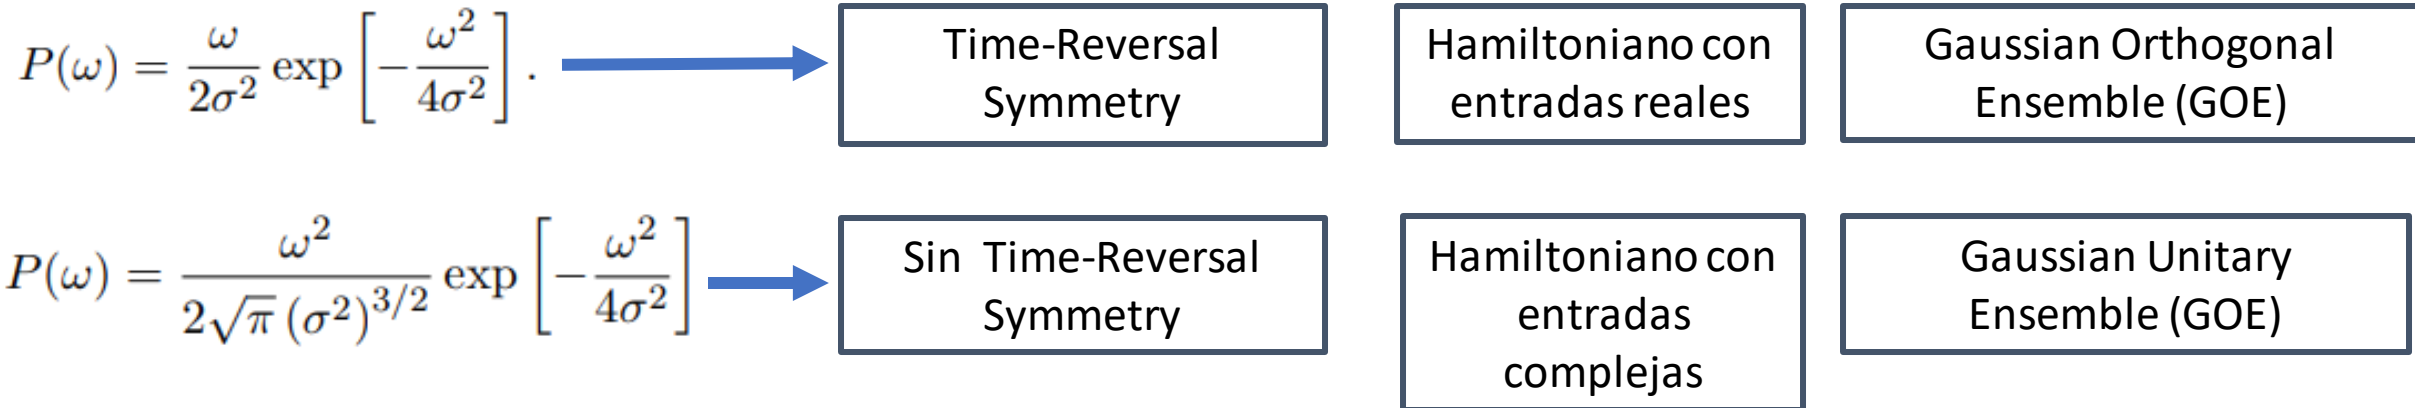 P(ω) = ω / 2σ² exp [ − ω² / 4σ² ] .
Time-Reversal
Symmetry
Hamiltoniano con
entradas reales
Gaussian Orthogonal
Ensemble (GOE)
P(ω) = ω² / 2√π (σ²)^{3/2} exp [ − ω² / 4σ² ]
Sin Time-Reversal
Symmetry
Hamiltoniano con
entradas
complejas
Gaussian Unitary
Ensemble (GOE)